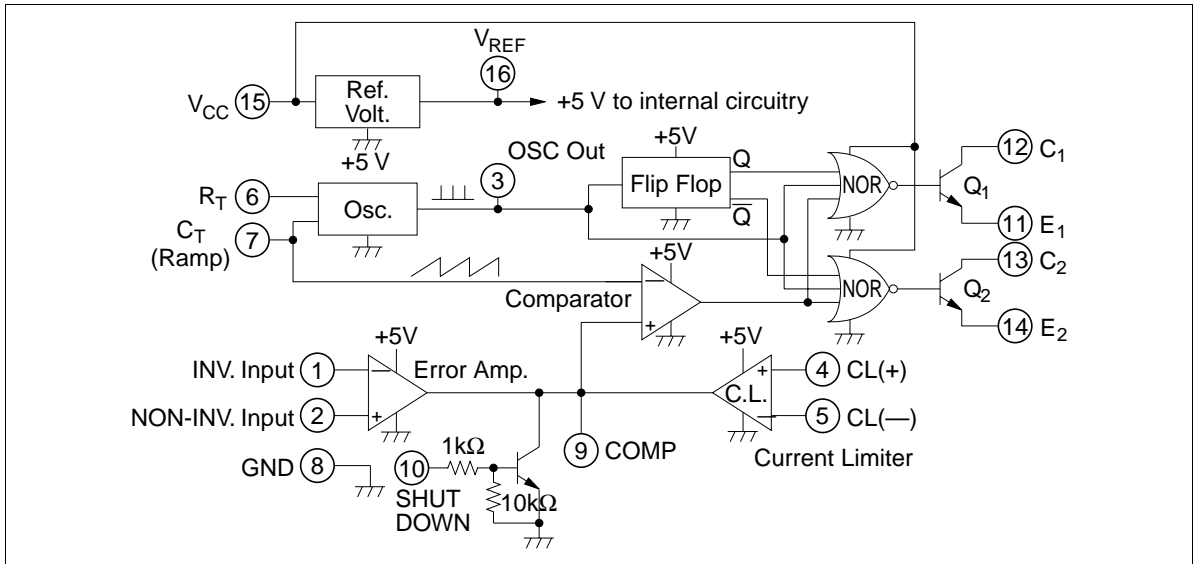 V_REF
16
V_CC 15
Ref. Volt.
+5 V to internal circuitry
+5 V
OSC Out
3
+5V
Flip Flop
Q
Q̅
R_T 6
Osc.
C_T (Ramp) 7
NOR
12 C_1
Q_1
11 E_1
13 C_2
NOR
Q_2
14 E_2
Comparator
+5V
−
+
INV. Input 1
NON-INV. Input 2
+5V
−
+
Error Amp.
+5V
C.L.
+
−
4 CL(+)
5 CL(—)
Current Limiter
9 COMP
GND 8
10
SHUT
DOWN
1kΩ
10kΩ